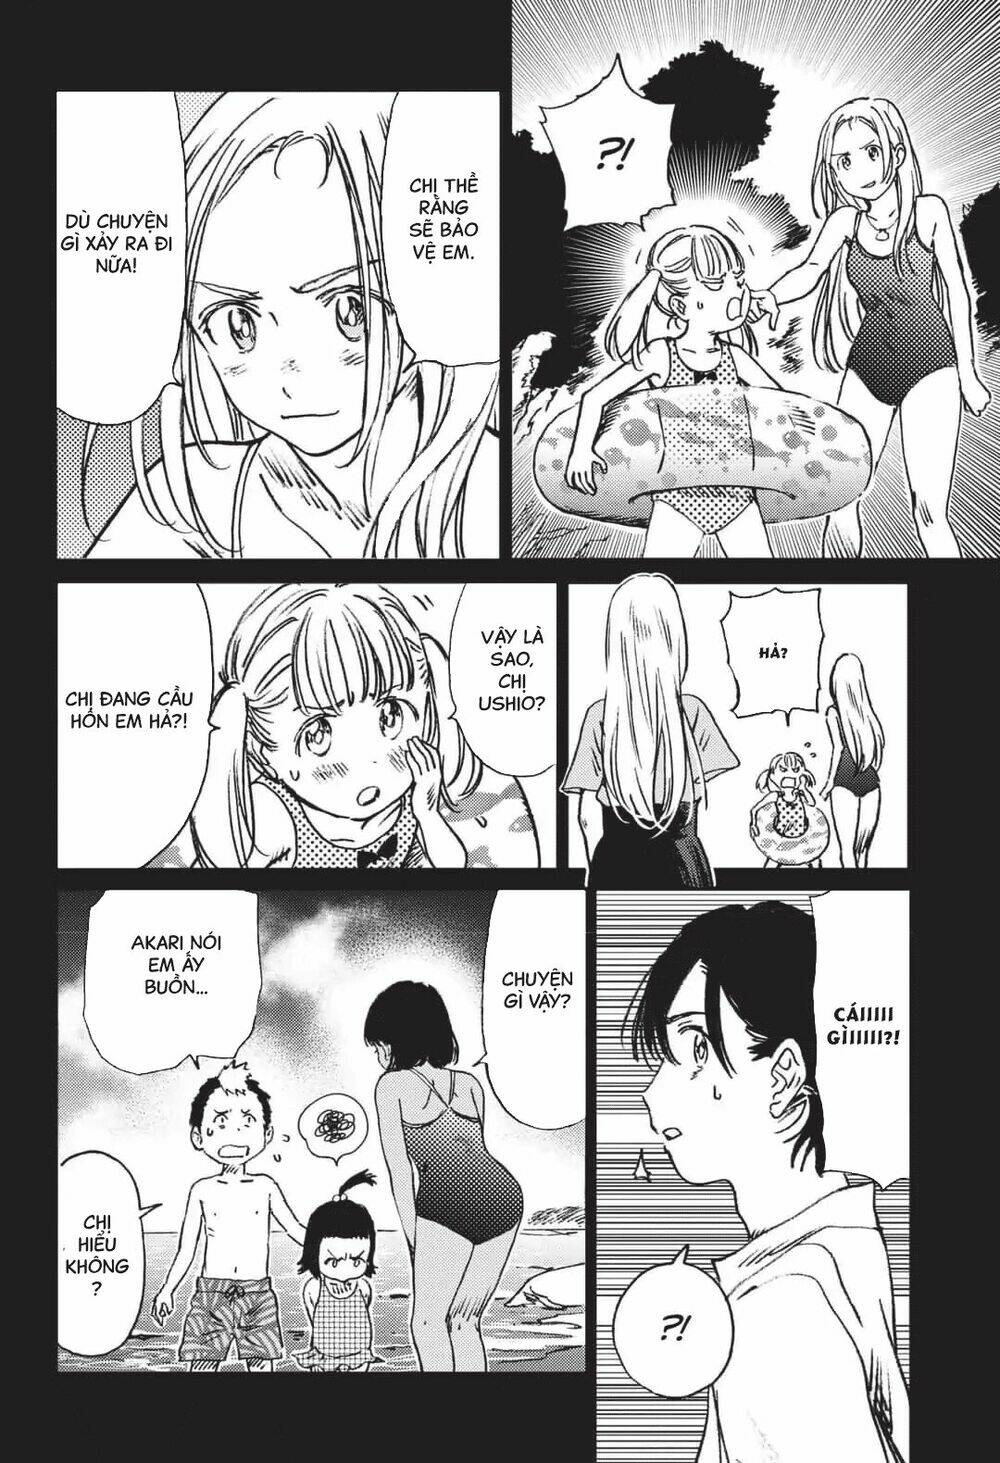 ?!
CHỊ THỀ
RẰNG
SẼ BẢO
VỆ EM.
DÙ CHUYỆN
GÌ XẢY RA ĐI
NỮA!
HẢ?
VẬY LÀ
SAO,
CHỊ
USHIO?
CHỊ ĐANG CẦU
HÔN EM HẢ?!
CÁIIIII
GÌIIIII?!
?!
CHUYỆN
GÌ VẬY?
AKARI NÓI
EM ẤY
BUỒN...
CHỊ
HIỂU
KHÔNG
?